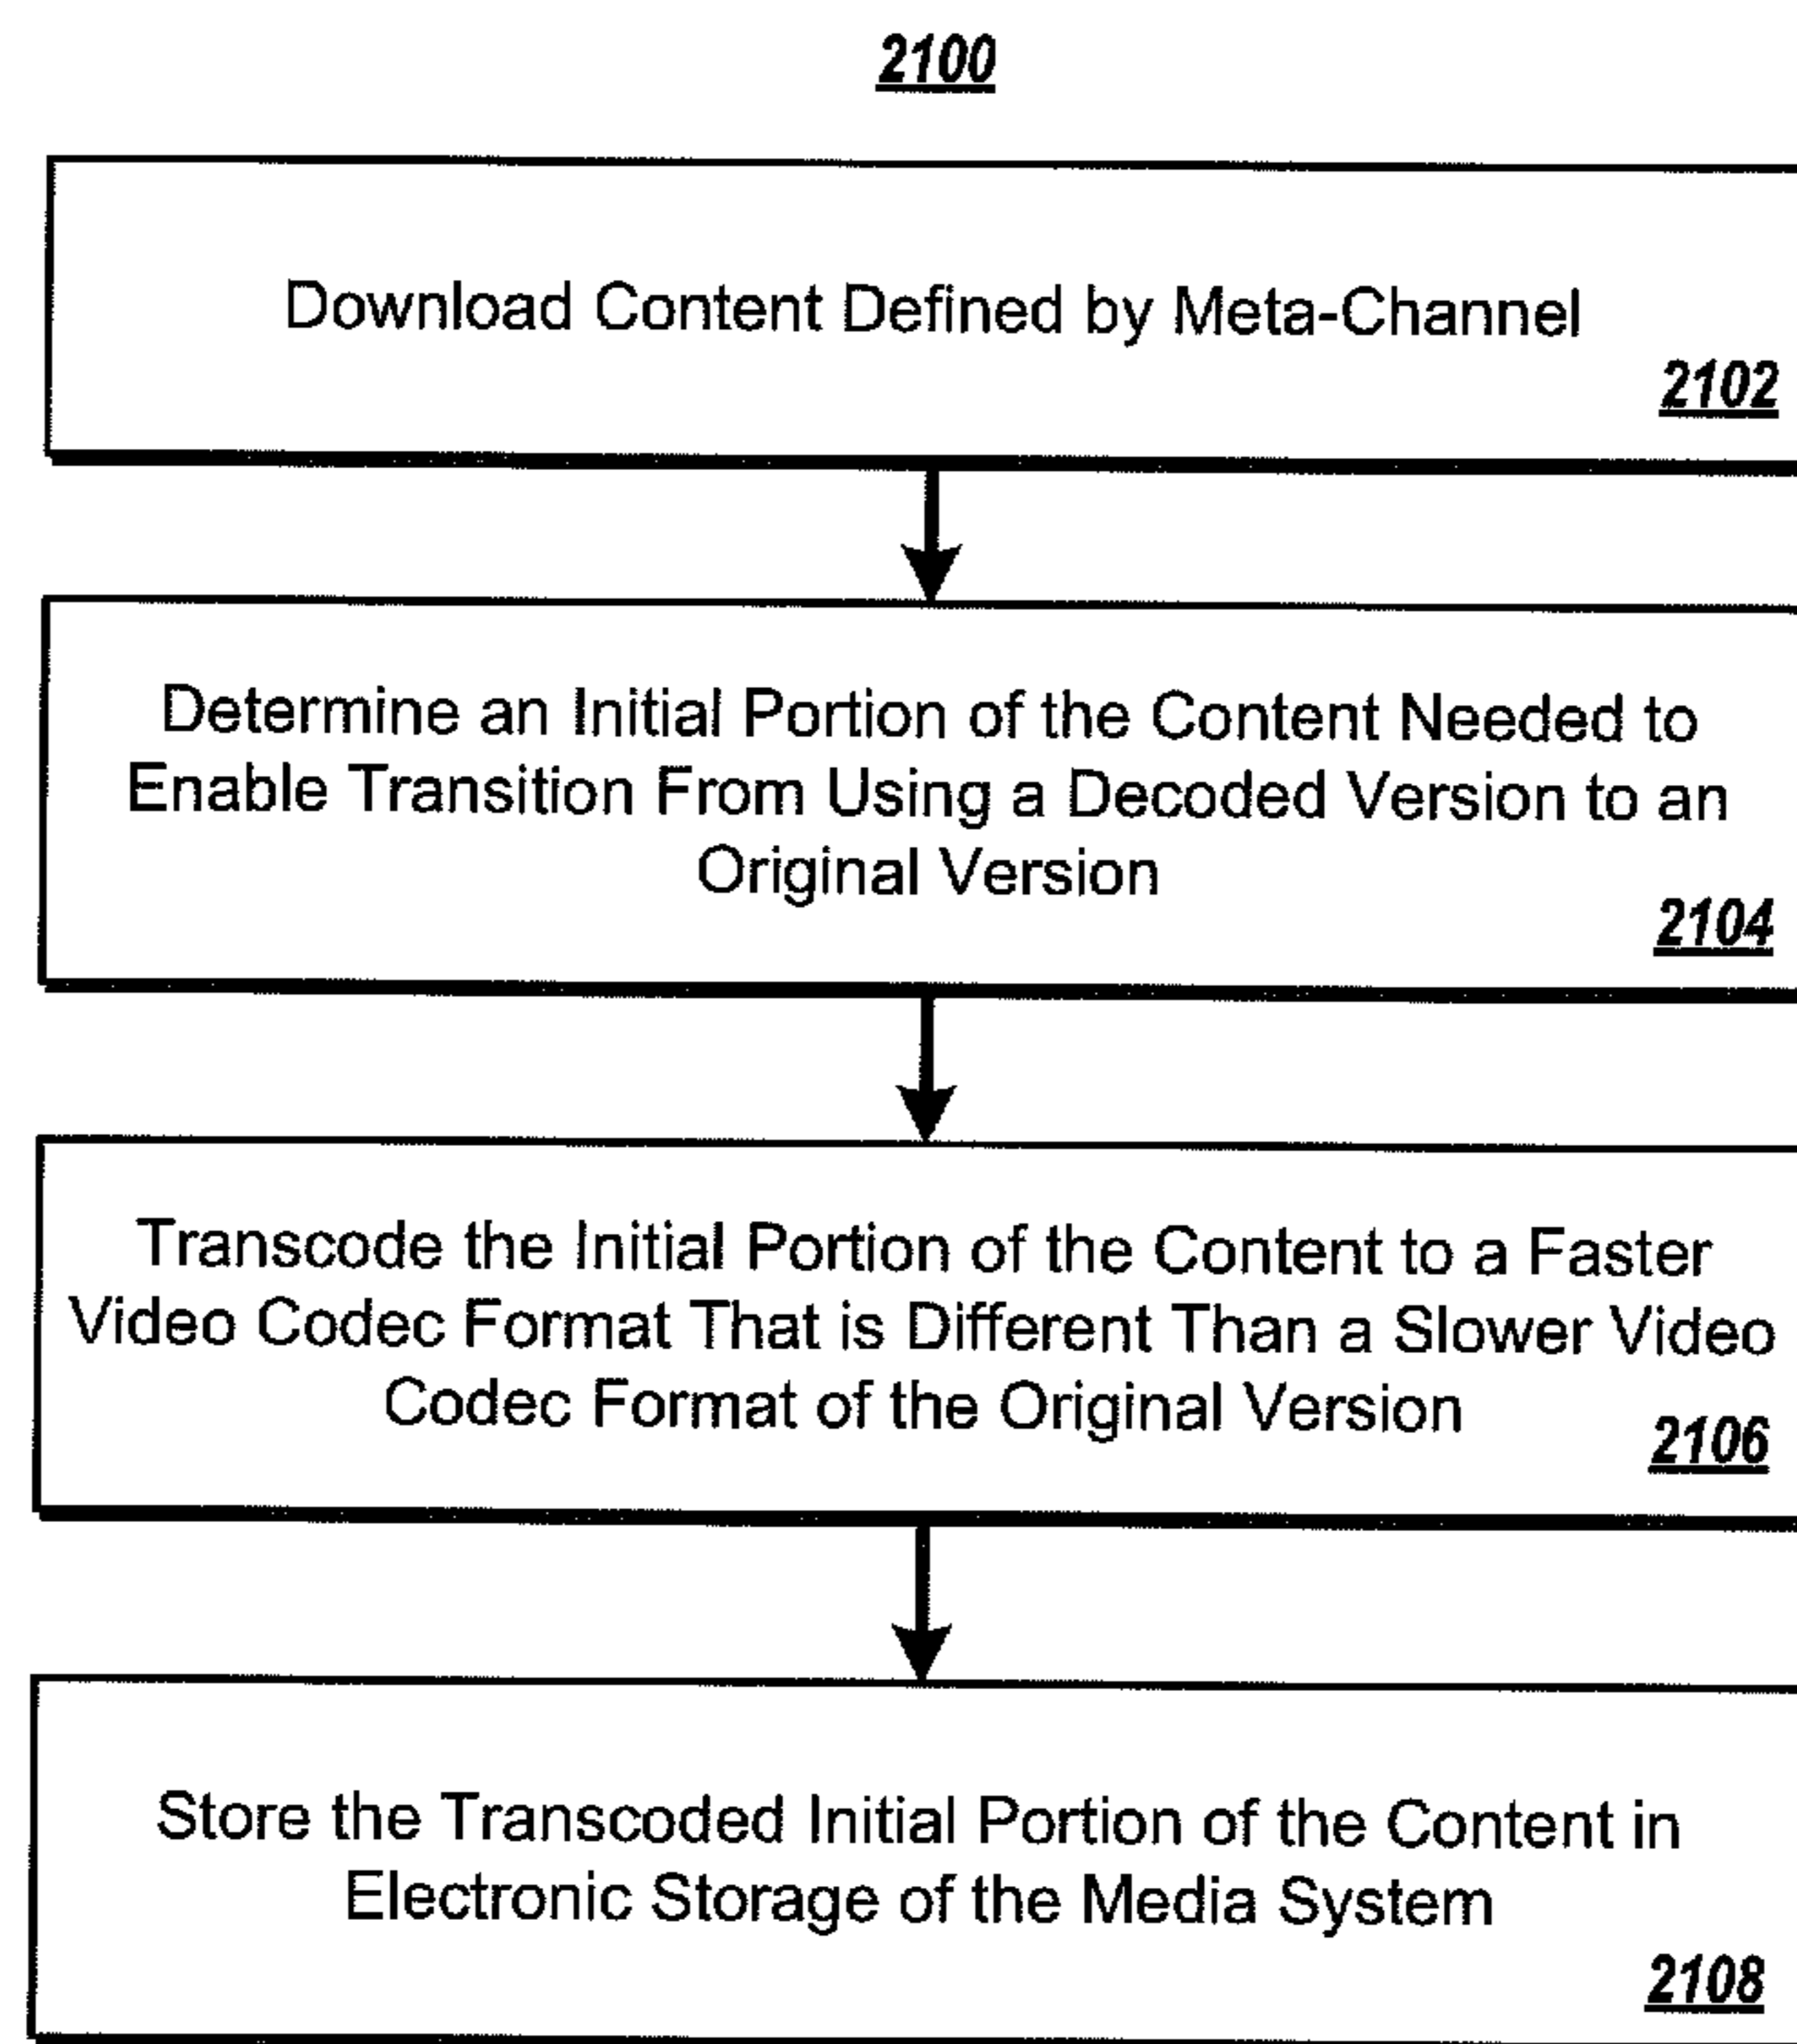 2100
Download Content Defined by Meta-Channel
2102
Determine an Initial Portion of the Content Needed to
Enable Transition From Using a Decoded Version to an
Original Version
2104
Transcode the Initial Portion of the Content to a Faster
Video Codec Format That is Different Than a Slower Video
Codec Format of the Original Version
2106
Store the Transcoded Initial Portion of the Content in
Electronic Storage of the Media System
2108